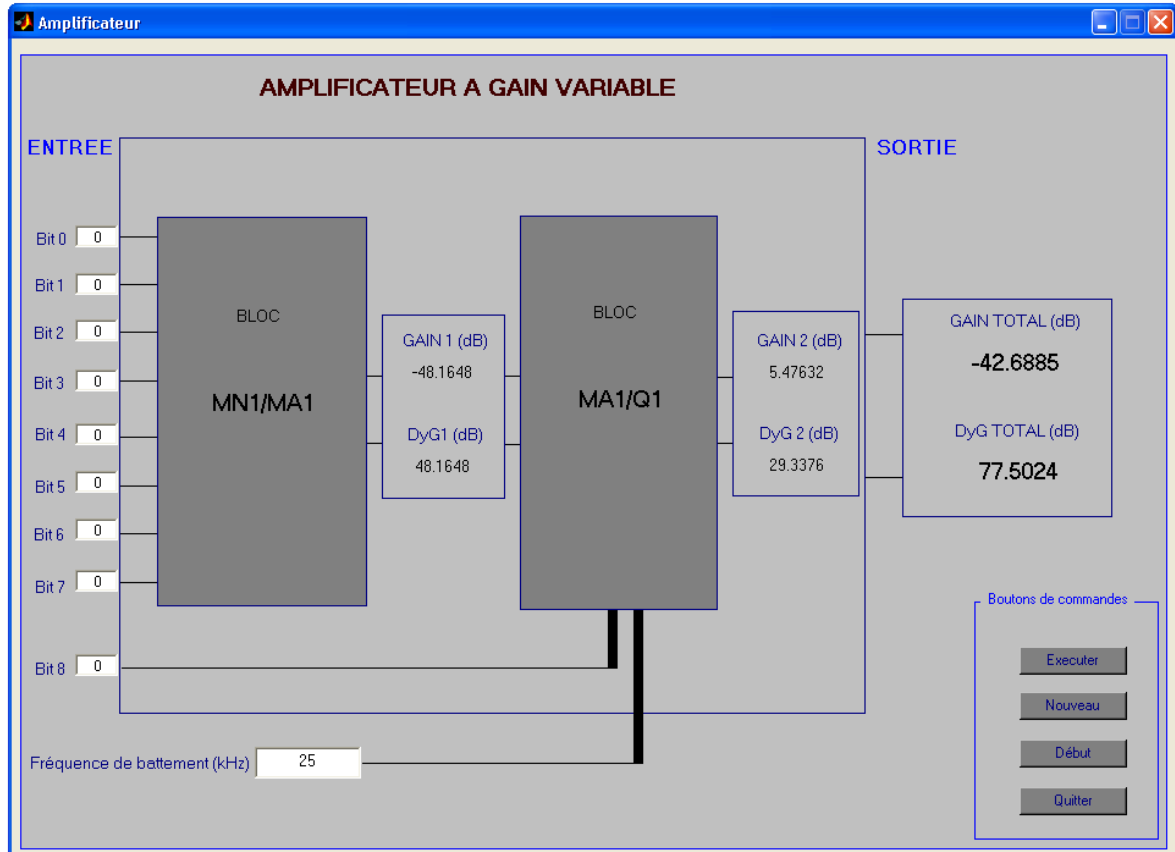 Amplificateur
AMPLIFICATEUR A GAIN VARIABLE
ENTREE
SORTIE
Bit 0 0
Bit 1 0
Bit 2 0
Bit 3 0
Bit 4 0
Bit 5 0
Bit 6 0
Bit 7 0
Bit 8 0
BLOC
MN1/MA1
GAIN 1 (dB)
-48.1648
DyG1 (dB)
48.1648
BLOC
MA1/Q1
GAIN 2 (dB)
5.47632
DyG 2 (dB)
29.3376
GAIN TOTAL (dB)
-42.6885
DyG TOTAL (dB)
77.5024
Fréquence de battement (kHz) 25
Boutons de commandes
Executer
Nouveau
Début
Quitter